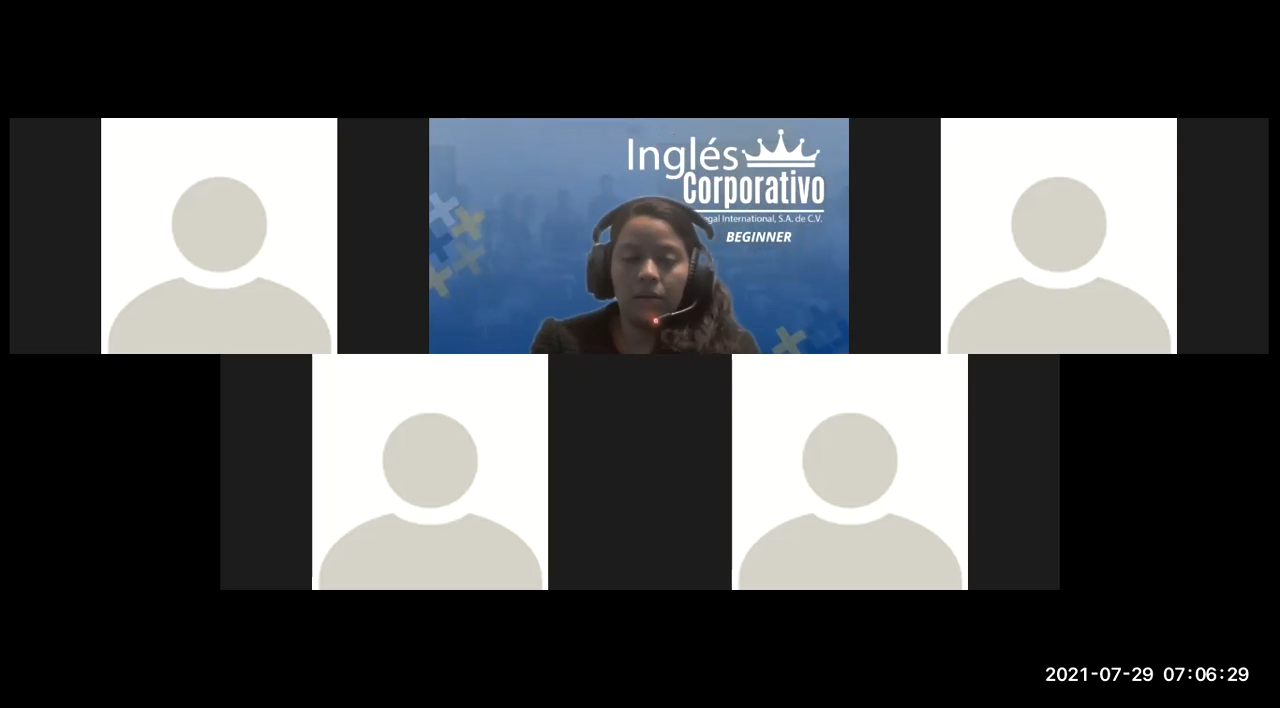 Inglés
Corporativo
egal International, S.A. de C.V.
BEGINNER
2021-07-29 07:06:29